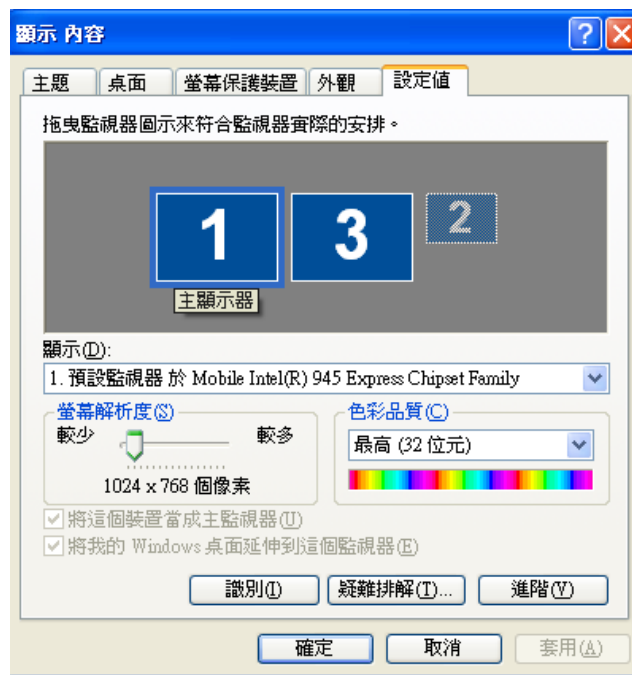 顯示 內容
主題 桌面 螢幕保護裝置 外觀 設定值
拖曳監視器圖示來符合監視器實際的安排。
1 3 2
主顯示器
顯示(D):
1. 預設監視器 於 Mobile Intel(R) 945 Express Chipset Family
螢幕解析度(S) 色彩品質(C)
較少 較多 最高 (32 位元)
1024 x 768 個像素
將這個裝置當成主監視器(U)
將我的 Windows 桌面延伸到這個監視器(E)
識別(I) 疑難排解(T)... 進階(V)
確定 取消 套用(A)